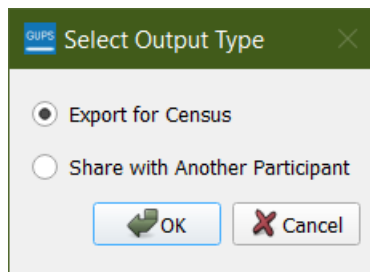 GUPS Select Output Type
Export for Census
Share with Another Participant
OK Cancel